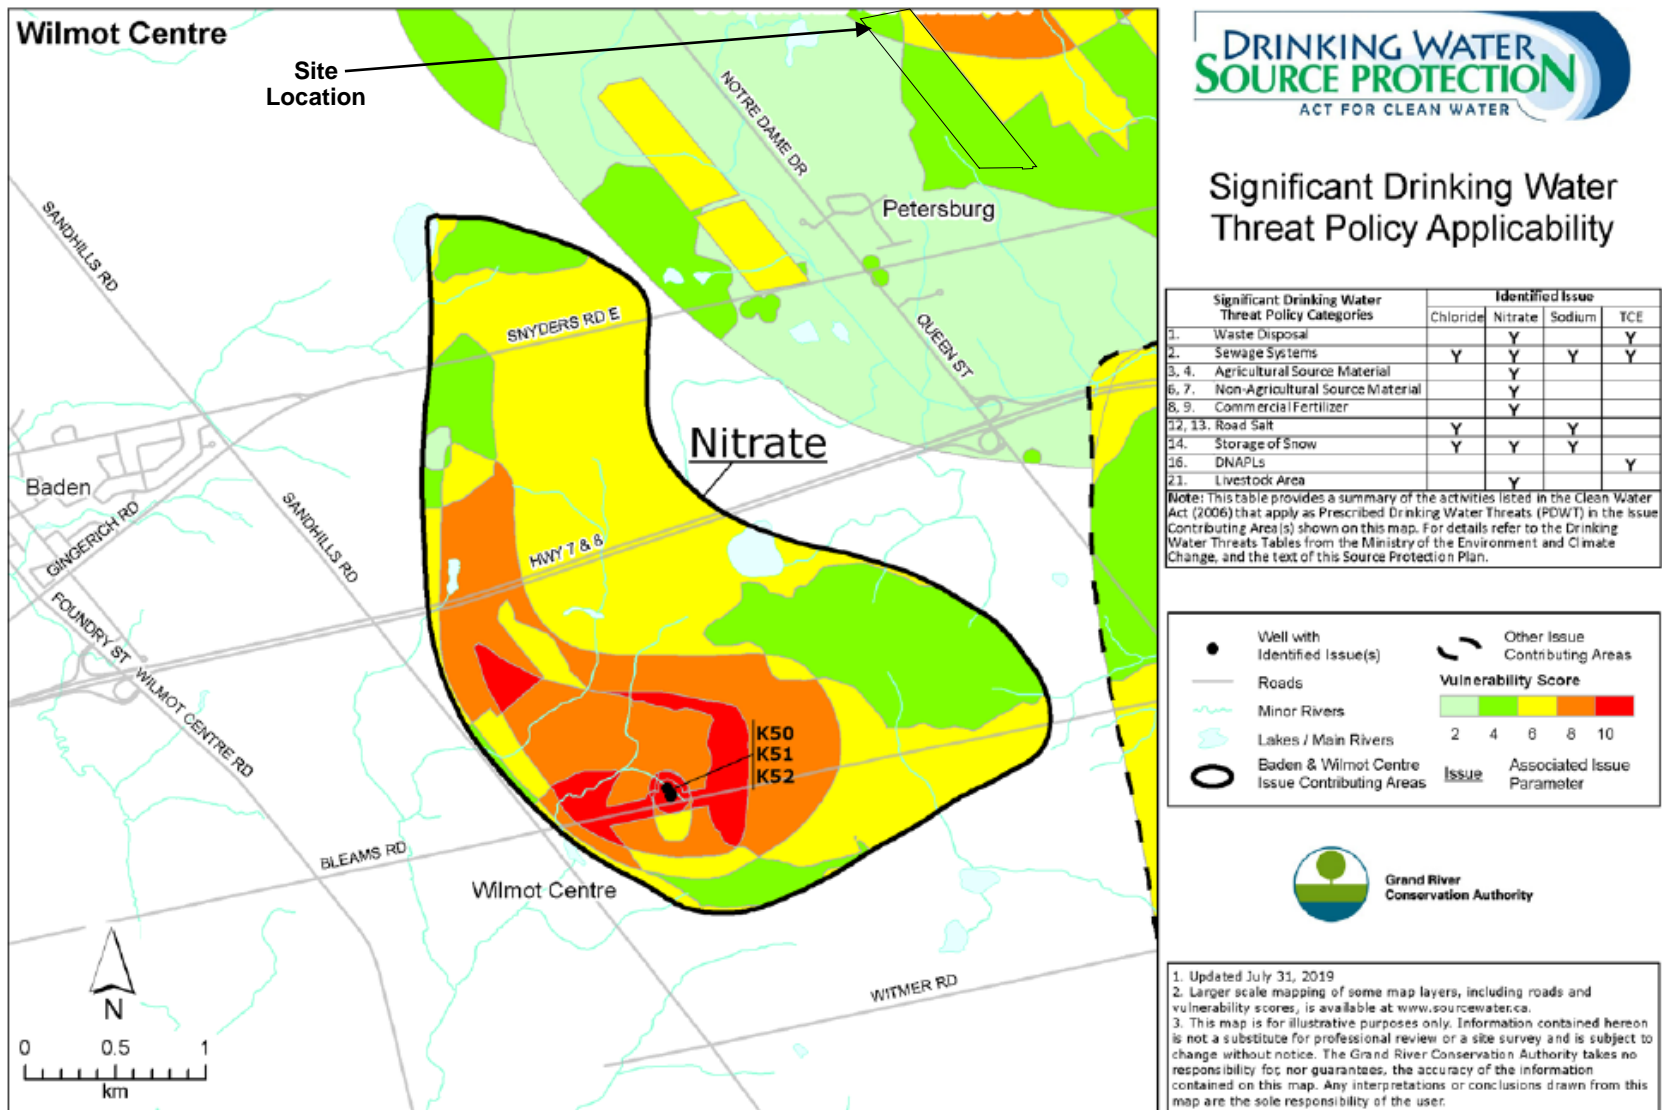 Wilmot Centre
Site
Location
NOTRE DAME DR
Petersburg
SANDHILLS RD
SNYDERS RD E
QUEEN ST
Nitrate
Baden
GINGERICH RD
SANDHILLS RD
HWY 7 & 8
FOUNDRY ST
WILMOT CENTRE RD
K50
K51
K52
BLEAMS RD
Wilmot Centre
WITMER RD
N
0 0.5 1
km
DRINKING WATER
SOURCE PROTECTION
ACT FOR CLEAN WATER
Significant Drinking Water
Threat Policy Applicability
Significant Drinking Water
Threat Policy Categories
Identified Issue
Chloride Nitrate Sodium TCE
1. Waste Disposal Y Y
2. Sewage Systems Y Y Y Y
3, 4. Agricultural Source Material Y
6, 7. Non-Agricultural Source Material Y
8, 9. Commercial Fertilizer Y
12, 13. Road Salt Y Y
14. Storage of Snow Y Y Y
16. DNAPLs Y
21. Livestock Area Y
Note: This table provides a summary of the activities listed in the Clean Water
Act (2006) that apply as Prescribed Drinking Water Threats (PDWT) in the Issue
Contributing Area(s) shown on this map. For details refer to the Drinking
Water Threats Tables from the Ministry of the Environment and Climate
Change, and the text of this Source Protection Plan.
Well with
Identified Issue(s)
Roads
Minor Rivers
Lakes / Main Rivers
Baden & Wilmot Centre
Issue Contributing Areas
Other Issue
Contributing Areas
Vulnerability Score
2 4 6 8 10
Issue
Associated Issue
Parameter
Grand River
Conservation Authority
1. Updated July 31, 2019
2. Larger scale mapping of some map layers, including roads and
vulnerability scores, is available at www.sourcewater.ca.
3. This map is for illustrative purposes only. Information contained hereon
is not a substitute for professional review or a site survey and is subject to
change without notice. The Grand River Conservation Authority takes no
responsibility for, nor guarantees, the accuracy of the information
contained on this map. Any interpretations or conclusions drawn from this
map are the sole responsibility of the user.